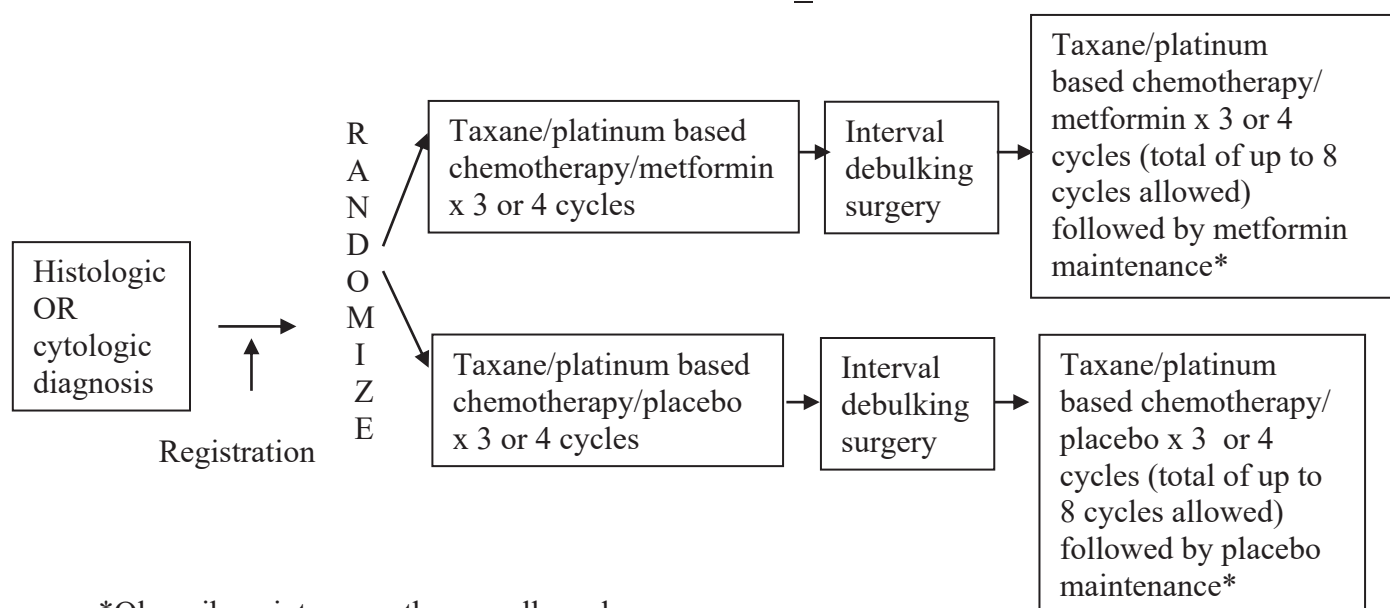 Histologic
OR
cytologic
diagnosis
Registration
R
A
N
D
O
M
I
Z
E
Taxane/platinum based
chemotherapy/metformin
x 3 or 4 cycles
Interval
debulking
surgery
Taxane/platinum
based chemotherapy/
metformin x 3 or 4
cycles (total of up to 8
cycles allowed)
followed by metformin
maintenance*
Taxane/platinum based
chemotherapy/placebo
x 3 or 4 cycles
Interval
debulking
surgery
Taxane/platinum
based chemotherapy/
placebo x 3 or 4
cycles (total of up to
8 cycles allowed)
followed by placebo
maintenance*